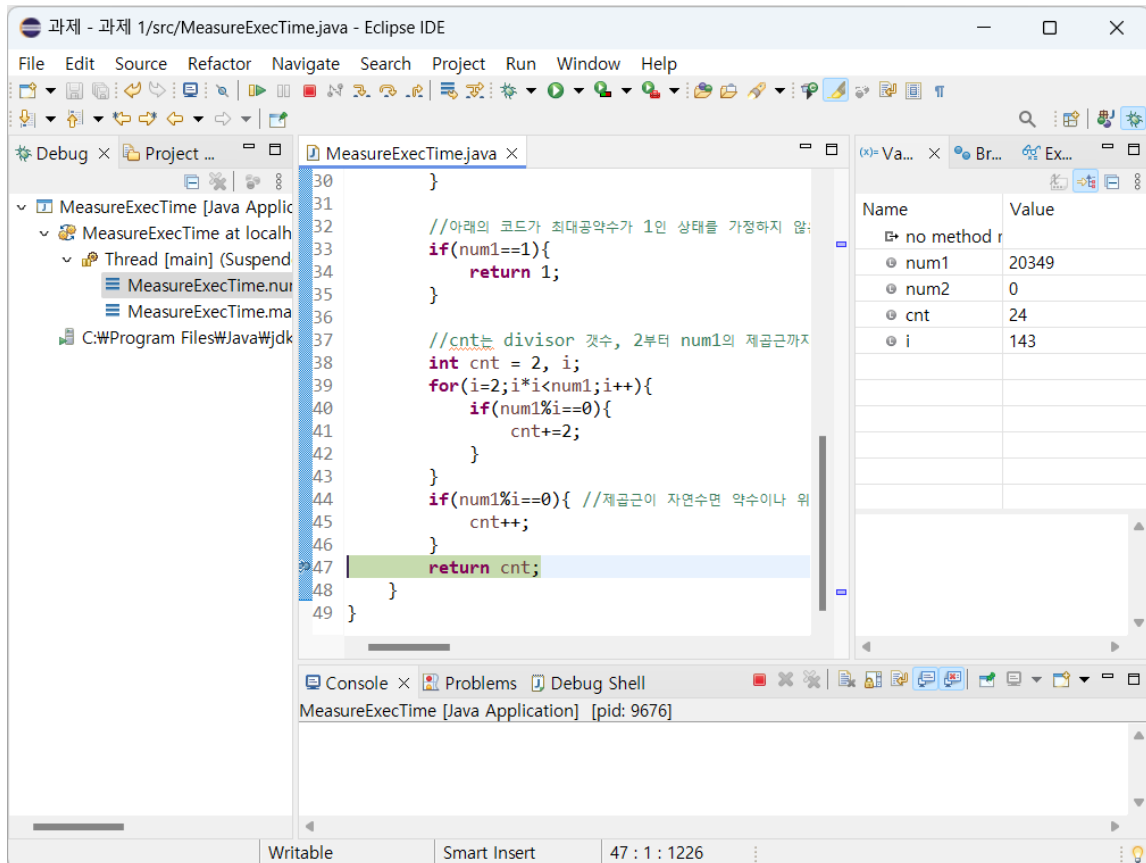 과제 - 과제 1/src/MeasureExecTime.java - Eclipse IDE
File Edit Source Refactor Navigate Search Project Run Window Help
Debug Project ...
MeasureExecTime [Java Applic
MeasureExecTime at localh
Thread [main] (Suspend
MeasureExecTime.nur
MeasureExecTime.ma
C:₩Program Files₩Java₩jdk
MeasureExecTime.java
30 }
31
32 //아래의 코드가 최대공약수가 1인 상태를 가정하지 않
33 if(num1==1){
34 return 1;
35 }
36
37 //cnt는 divisor 갯수, 2부터 num1의 제곱근까지
38 int cnt = 2, i;
39 for(i=2;i*i<num1;i++){
40 if(num1%i==0){
41 cnt+=2;
42 }
43 }
44 if(num1%i==0){ //제곱근이 자연수면 약수이나 위
45 cnt++;
46 }
47 return cnt;
48 }
49 }
(x)= Va... Br... Ex...
Name Value
no method r
num1 20349
num2 0
cnt 24
i 143
Console Problems Debug Shell
MeasureExecTime [Java Application] [pid: 9676]
Writable Smart Insert 47 : 1 : 1226